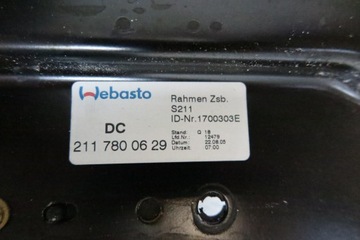 Webasto
Rahmen Zsb.
S211
ID-Nr.1700303E
DC
211 780 06 29
Stand: G 18
Lfd.Nr.: 12479
Datum: 22.08.05
Uhrzeit: 07:00